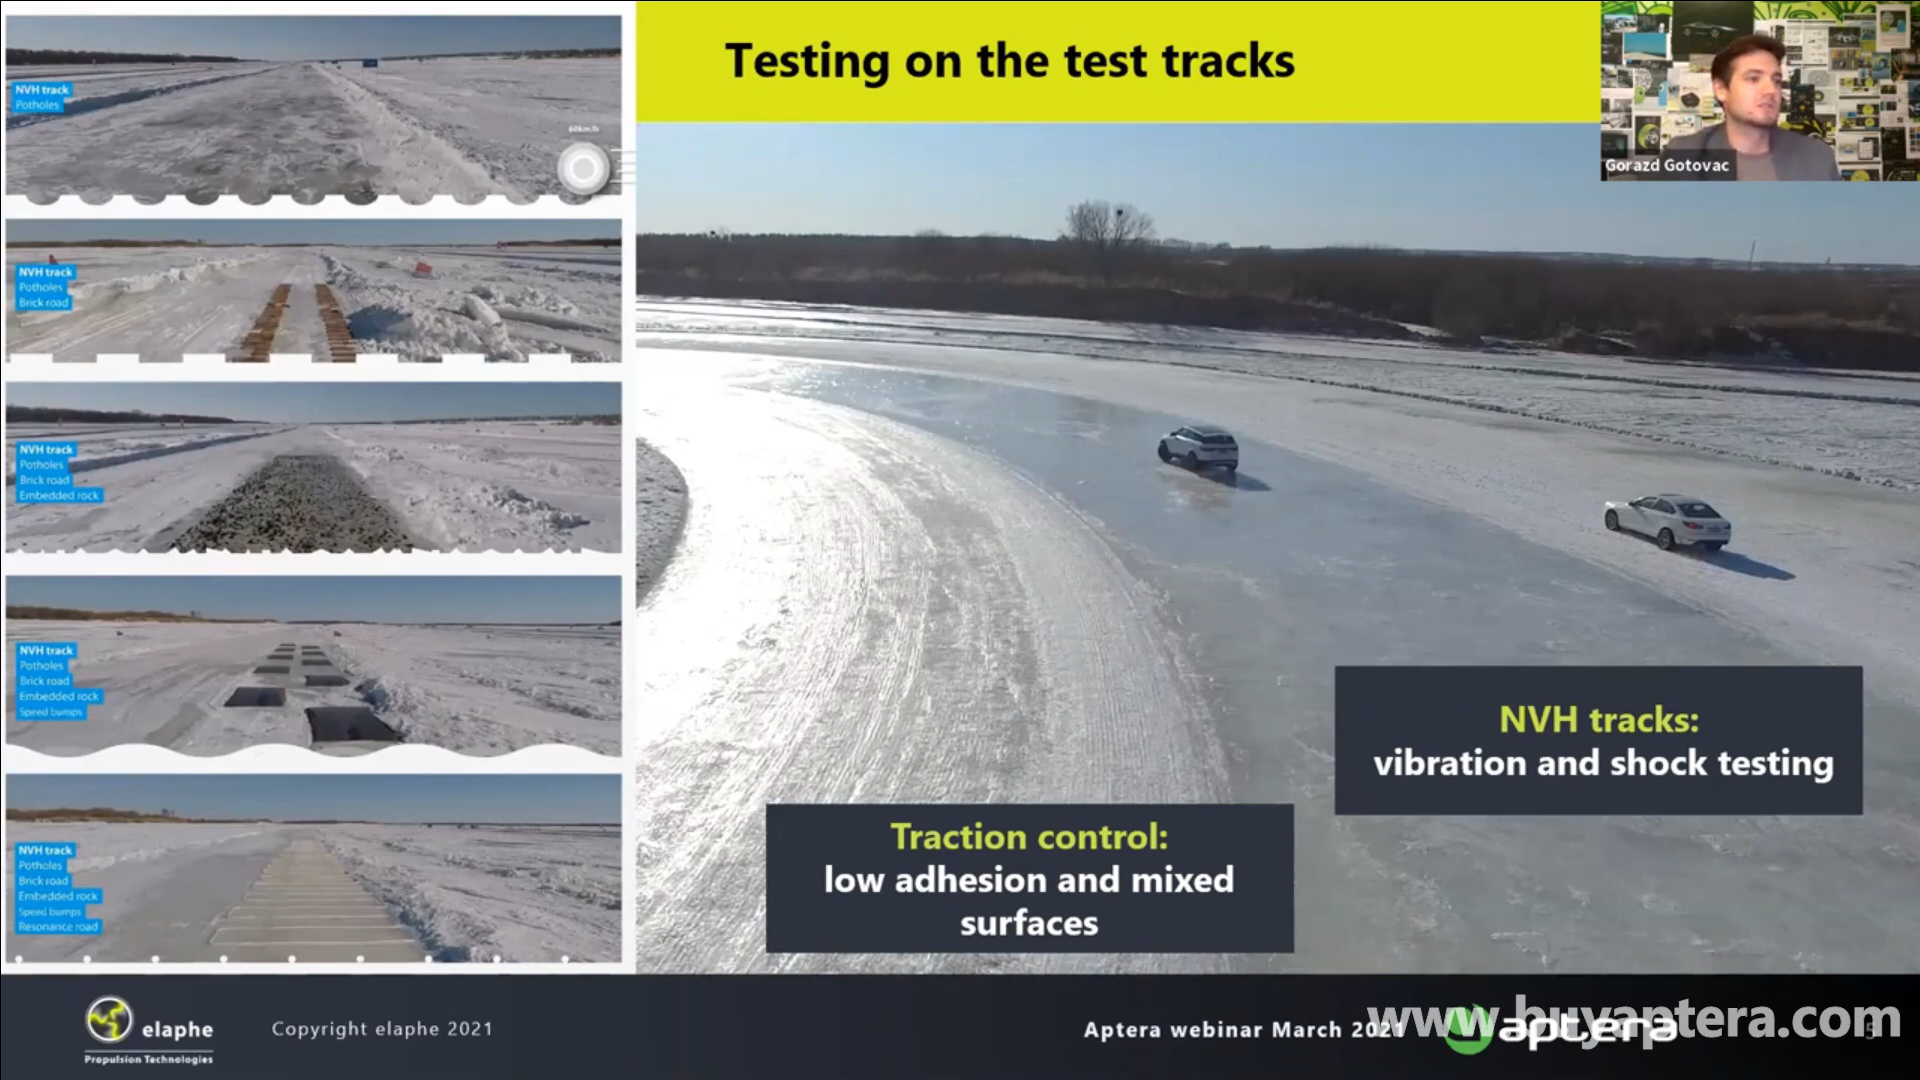 Testing on the test tracks
Gorazd Gotovac
NVH track
Potholes
60km/h
NVH track
Potholes
Brick road
NVH track
Potholes
Brick road
Embedded rock
NVH track
Potholes
Brick road
Embedded rock
Speed bumps
NVH track
Potholes
Brick road
Embedded rock
Speed bumps
Resonance road
NVH tracks:
vibration and shock testing
Traction control:
low adhesion and mixed
surfaces
elaphe
Propulsion Technologies
Copyright elaphe 2021
Aptera webinar March 2021
aptera
www.buyaptera.com
5